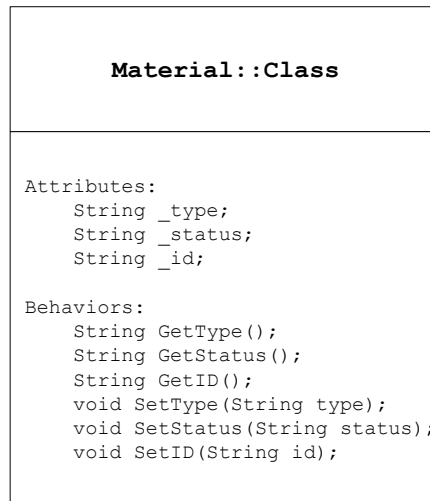 Material::Class
Attributes:
String _type;
String _status;
String _id;
Behaviors:
String GetType();
String GetStatus();
String GetID();
void SetType(String type);
void SetStatus(String status);
void SetID(String id);